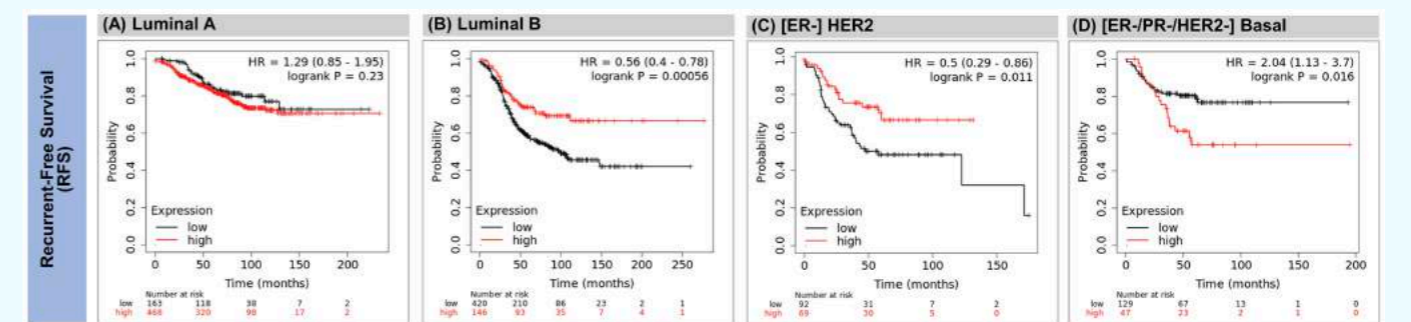 Recurrent-Free Survival
(RFS)
(A) Luminal A
HR = 1.29 (0.85 - 1.95)
logrank P = 0.23
Probability
0.0 0.2 0.4 0.6 0.8 1.0
Expression
low
high
0 50 100 150 200
Time (months)
Number at risk
low 163 118 38 7 2
high 468 320 98 17 2
(B) Luminal B
HR = 0.56 (0.4 - 0.78)
logrank P = 0.00056
Probability
0.0 0.2 0.4 0.6 0.8 1.0
Expression
low
high
0 50 100 150 200 250
Time (months)
Number at risk
low 420 210 86 23 2 1
high 146 93 35 7 4 1
(C) [ER-] HER2
HR = 0.5 (0.29 - 0.86)
logrank P = 0.011
Probability
0.0 0.2 0.4 0.6 0.8 1.0
Expression
low
high
0 50 100 150
Time (months)
Number at risk
low 92 31 7 2
high 69 30 5 0
(D) [ER-/PR-/HER2-] Basal
HR = 2.04 (1.13 - 3.7)
logrank P = 0.016
Probability
0.0 0.2 0.4 0.6 0.8 1.0
Expression
low
high
0 50 100 150 200
Time (months)
Number at risk
low 129 67 13 1 0
high 47 23 2 1 0